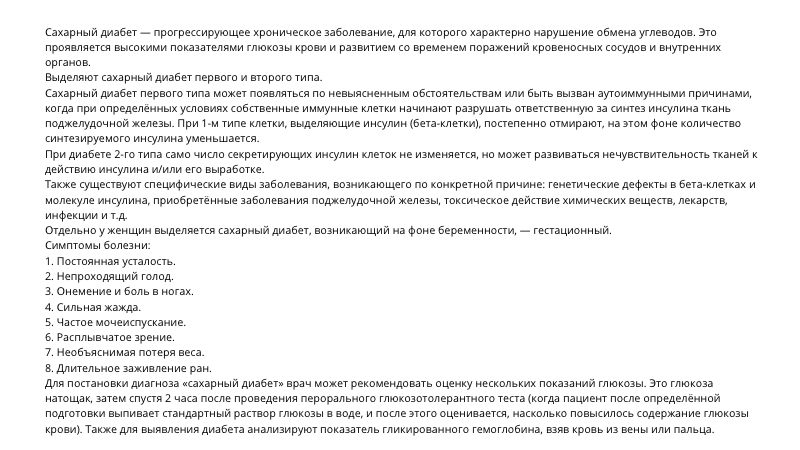 Сахарный диабет — прогрессирующее хроническое заболевание, для которого характерно нарушение обмена углеводов. Это
проявляется высокими показателями глюкозы крови и развитием со временем поражений кровеносных сосудов и внутренних
органов.
Выделяют сахарный диабет первого и второго типа.
Сахарный диабет первого типа может появляться по невыясненным обстоятельствам или быть вызван аутоиммунными причинами,
когда при определённых условиях собственные иммунные клетки начинают разрушать ответственную за синтез инсулина ткань
поджелудочной железы. При 1-м типе клетки, выделяющие инсулин (бета-клетки), постепенно отмирают, на этом фоне количество
синтезируемого инсулина уменьшается.
При диабете 2-го типа само число секретирующих инсулин клеток не изменяется, но может развиваться нечувствительность тканей к
действию инсулина и/или его выработке.
Также существуют специфические виды заболевания, возникающего по конкретной причине: генетические дефекты в бета-клетках и
молекуле инсулина, приобретённые заболевания поджелудочной железы, токсическое действие химических веществ, лекарств,
инфекции и т.д.
Отдельно у женщин выделяется сахарный диабет, возникающий на фоне беременности, — гестационный.
Симптомы болезни:
1. Постоянная усталость.
2. Непроходящий голод.
3. Онемение и боль в ногах.
4. Сильная жажда.
5. Частое мочеиспускание.
6. Расплывчатое зрение.
7. Необъяснимая потеря веса.
8. Длительное заживление ран.
Для постановки диагноза «сахарный диабет» врач может рекомендовать оценку нескольких показаний глюкозы. Это глюкоза
натощак, затем спустя 2 часа после проведения перорального глюкозотолерантного теста (когда пациент после определённой
подготовки выпивает стандартный раствор глюкозы в воде, и после этого оценивается, насколько повысилось содержание глюкозы
крови). Также для выявления диабета анализируют показатель гликированного гемоглобина, взяв кровь из вены или пальца.